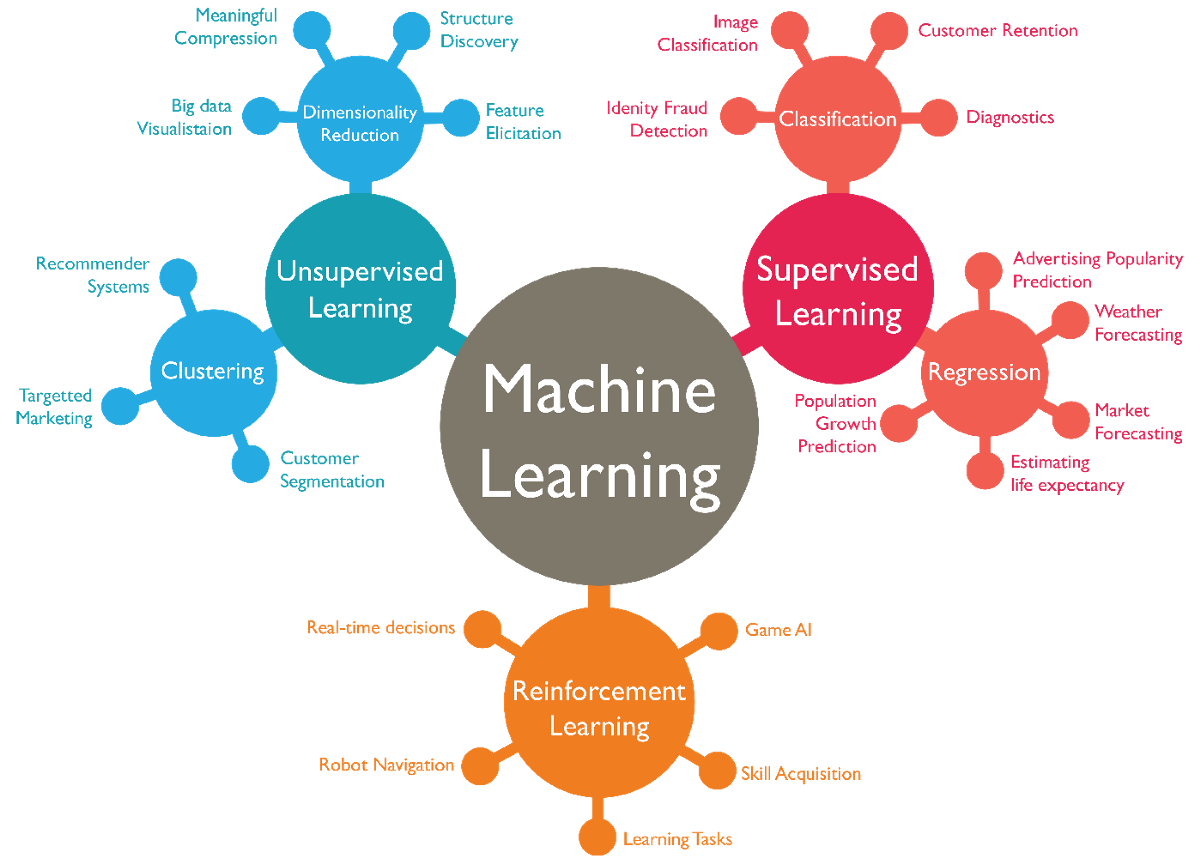 Meaningful
Compression
Structure
Discovery
Big data
Visualistaion
Dimensionality
Reduction
Feature
Elicitation
Unsupervised
Learning
Recommender
Systems
Clustering
Targetted
Marketing
Customer
Segmentation
Machine
Learning
Image
Classification
Customer Retention
Idenity Fraud
Detection
Classification
Diagnostics
Supervised
Learning
Advertising Popularity
Prediction
Weather
Forecasting
Regression
Population
Growth
Prediction
Market
Forecasting
Estimating
life expectancy
Real-time decisions
Game AI
Reinforcement
Learning
Robot Navigation
Skill Acquisition
Learning Tasks